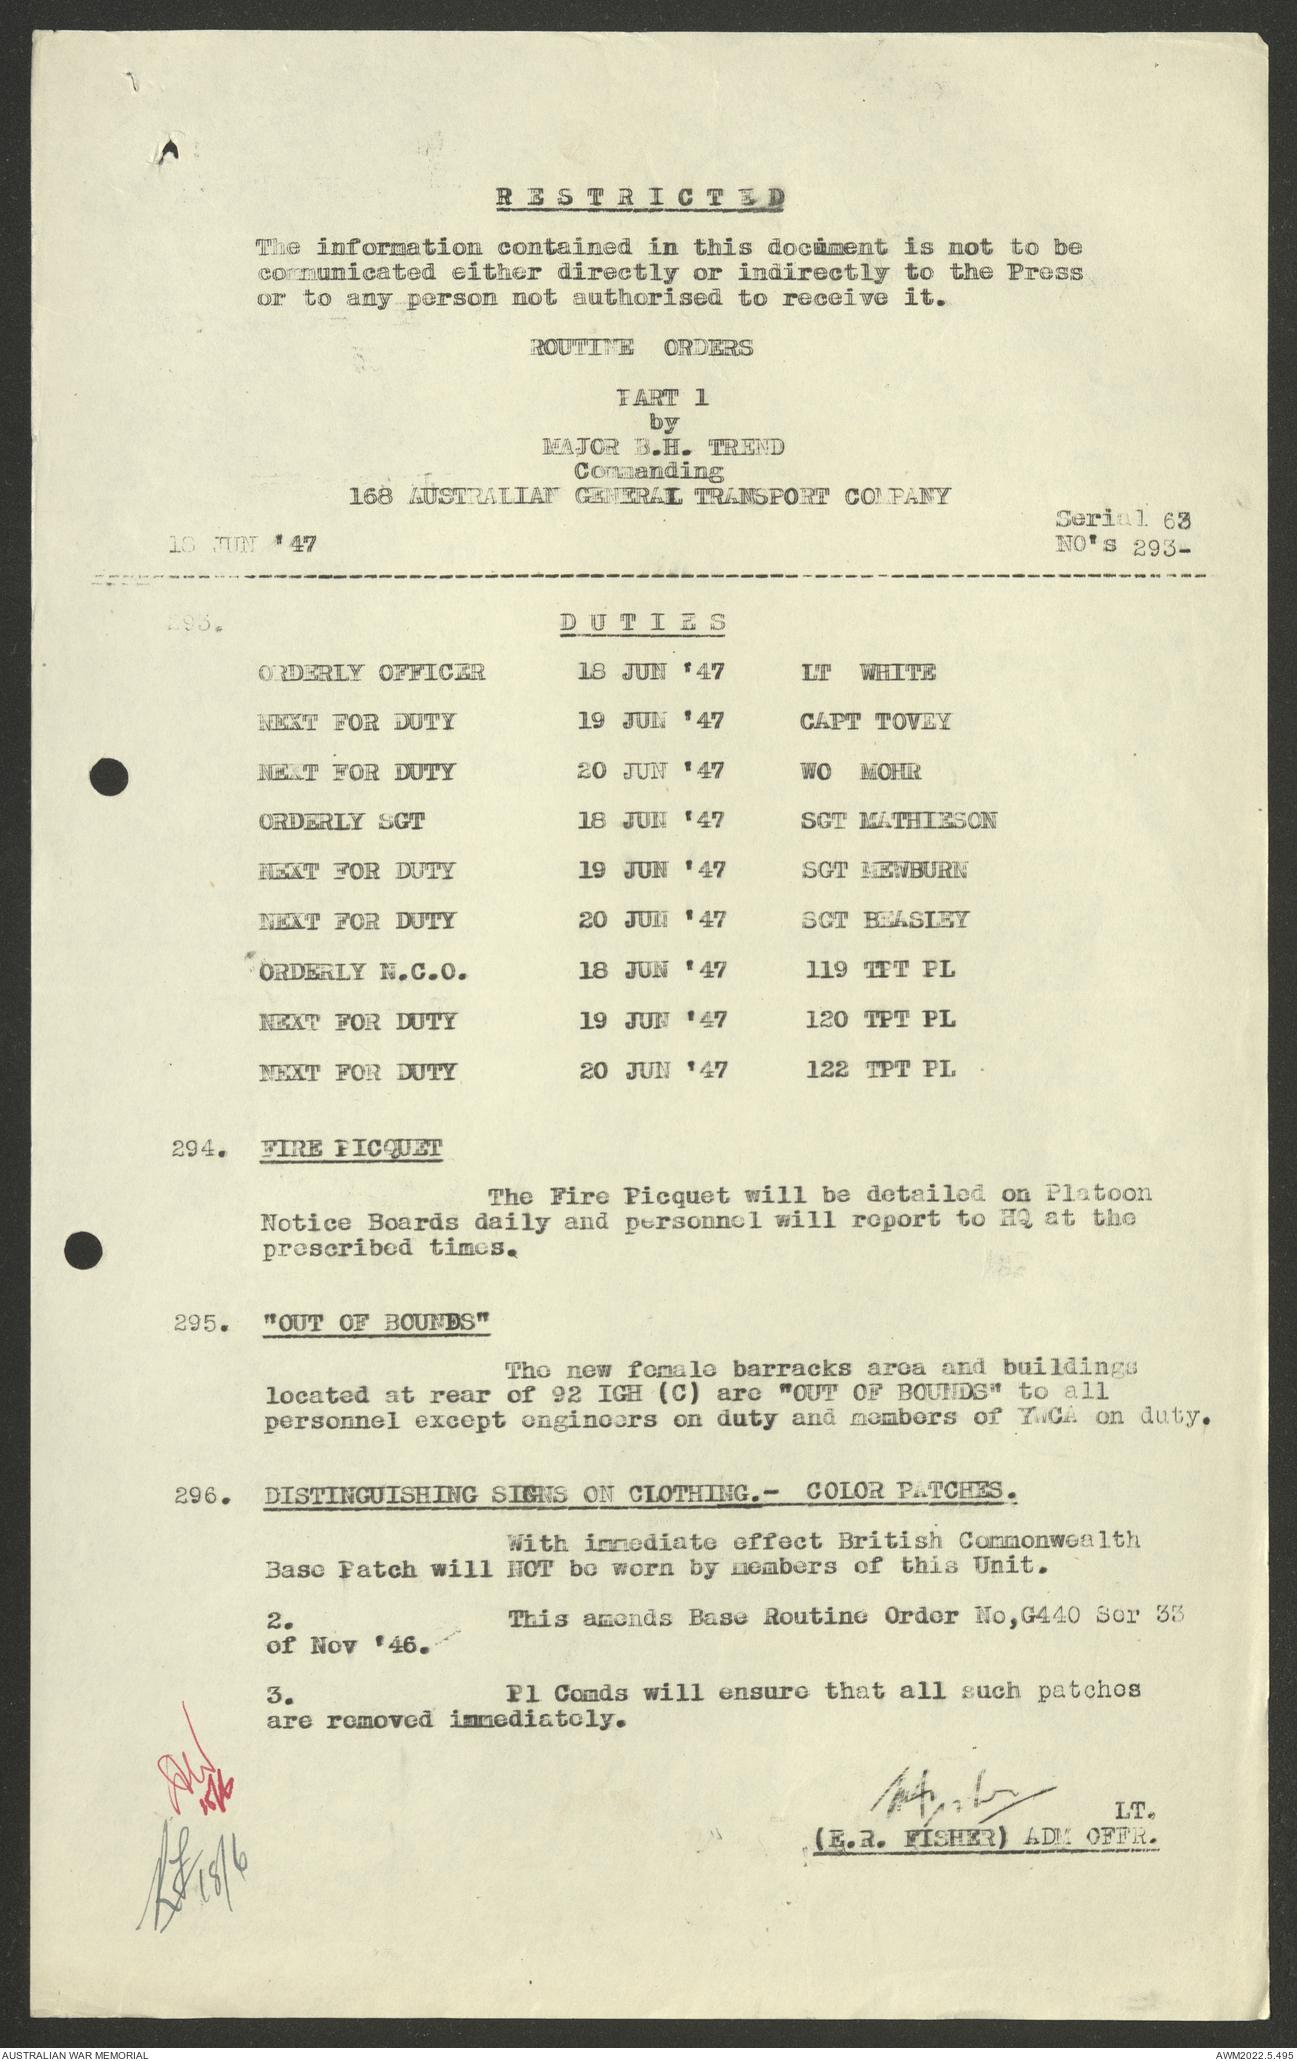 R E S T R I C T E D
The information contained in this document is not to be
communicated either directly or indirectly to the Press
or to any person not authorised to receive it.
ROUTINE ORDERS
PART 1
by
MAJOR B.H. TREND
Commanding
168 AUSTRALIAN GENERAL TRANSPORT COMPANY
Serial 63
18 JUN '47
NO's 293-
293. D U T I E S
ORDERLY OFFICER 18 JUN '47 LT WHITE
NEXT FOR DUTY 19 JUN '47 CAPT TOVEY
NEXT FOR DUTY 20 JUN '47 WO MOHR
ORDERLY SGT 18 JUN '47 SGT MATHIESON
NEXT FOR DUTY 19 JUN '47 SGT MEWBURN
NEXT FOR DUTY 20 JUN '47 SGT BEASLEY
ORDERLY N.C.O. 18 JUN '47 119 TPT PL
NEXT FOR DUTY 19 JUN '47 120 TPT PL
NEXT FOR DUTY 20 JUN '47 122 TPT PL
294. FIRE PICQUET
The Fire Picquet will be detailed on Platoon
Notice Boards daily and personnel will report to HQ at the
prescribed times.
295. "OUT OF BOUNDS"
The new female barracks area and buildings
located at rear of 92 IGH (C) are "OUT OF BOUNDS" to all
personnel except engineers on duty and members of YWCA on duty.
296. DISTINGUISHING SIGNS ON CLOTHING.- COLOR PATCHES.
With immediate effect British Commonwealth
Base Patch will NOT be worn by members of this Unit.
2. This amends Base Routine Order No,G440 Ser 33
of Nov '46.
3. Pl Comds will ensure that all such patches
are removed immediately.
LT.
(E.R. FISHER) ADM OFFR.
18/6
AUSTRALIAN WAR MEMORIAL
AWM2022.5.495